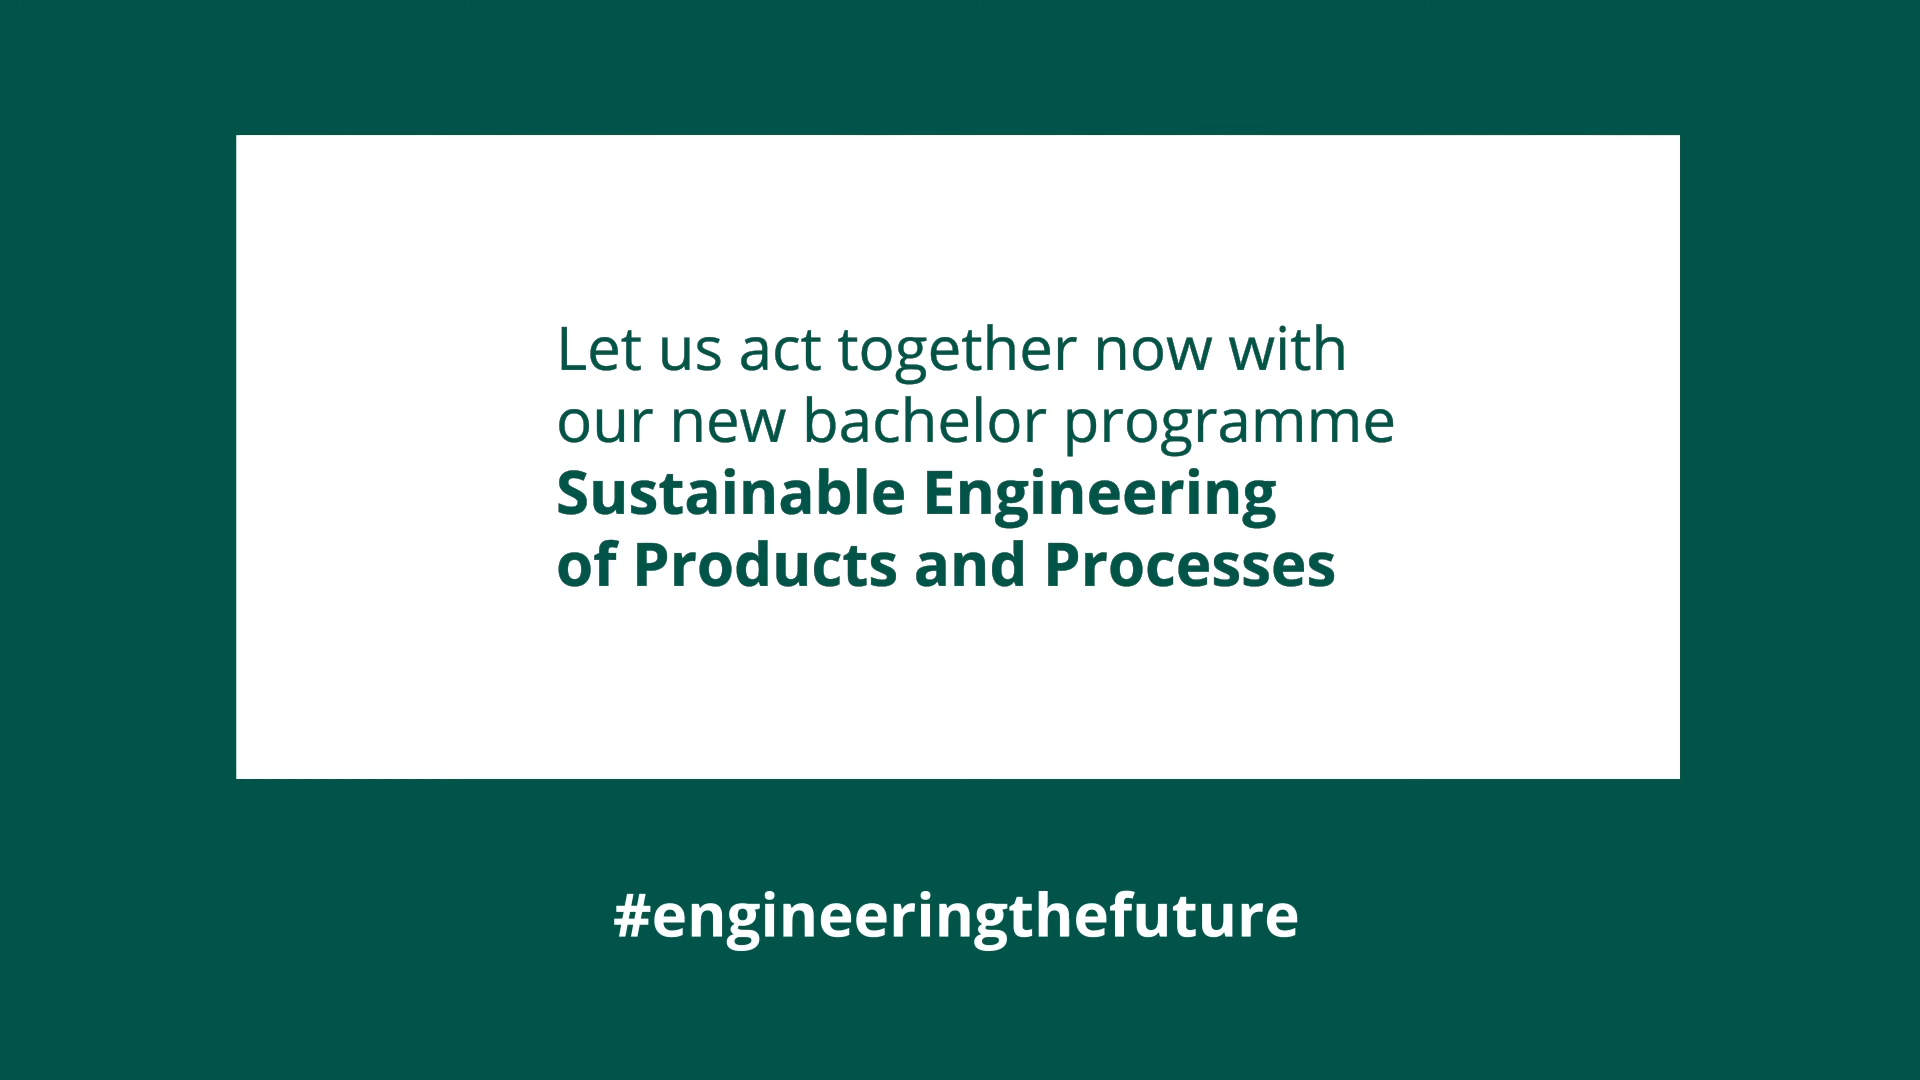 Let us act together now with
our new bachelor programme
Sustainable Engineering
of Products and Processes
#engineeringthefuture